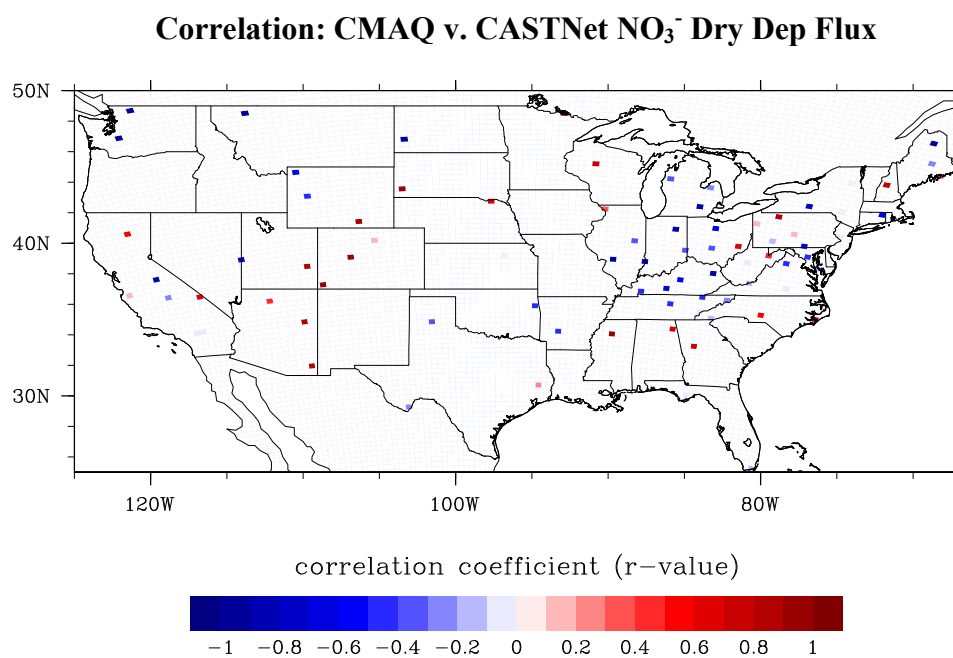 Correlation: CMAQ v. CASTNet NO₃⁻ Dry Dep Flux
50N
40N
30N
120W 100W 80W
correlation coefficient (r−value)
−1 −0.8 −0.6 −0.4 −0.2 0 0.2 0.4 0.6 0.8 1